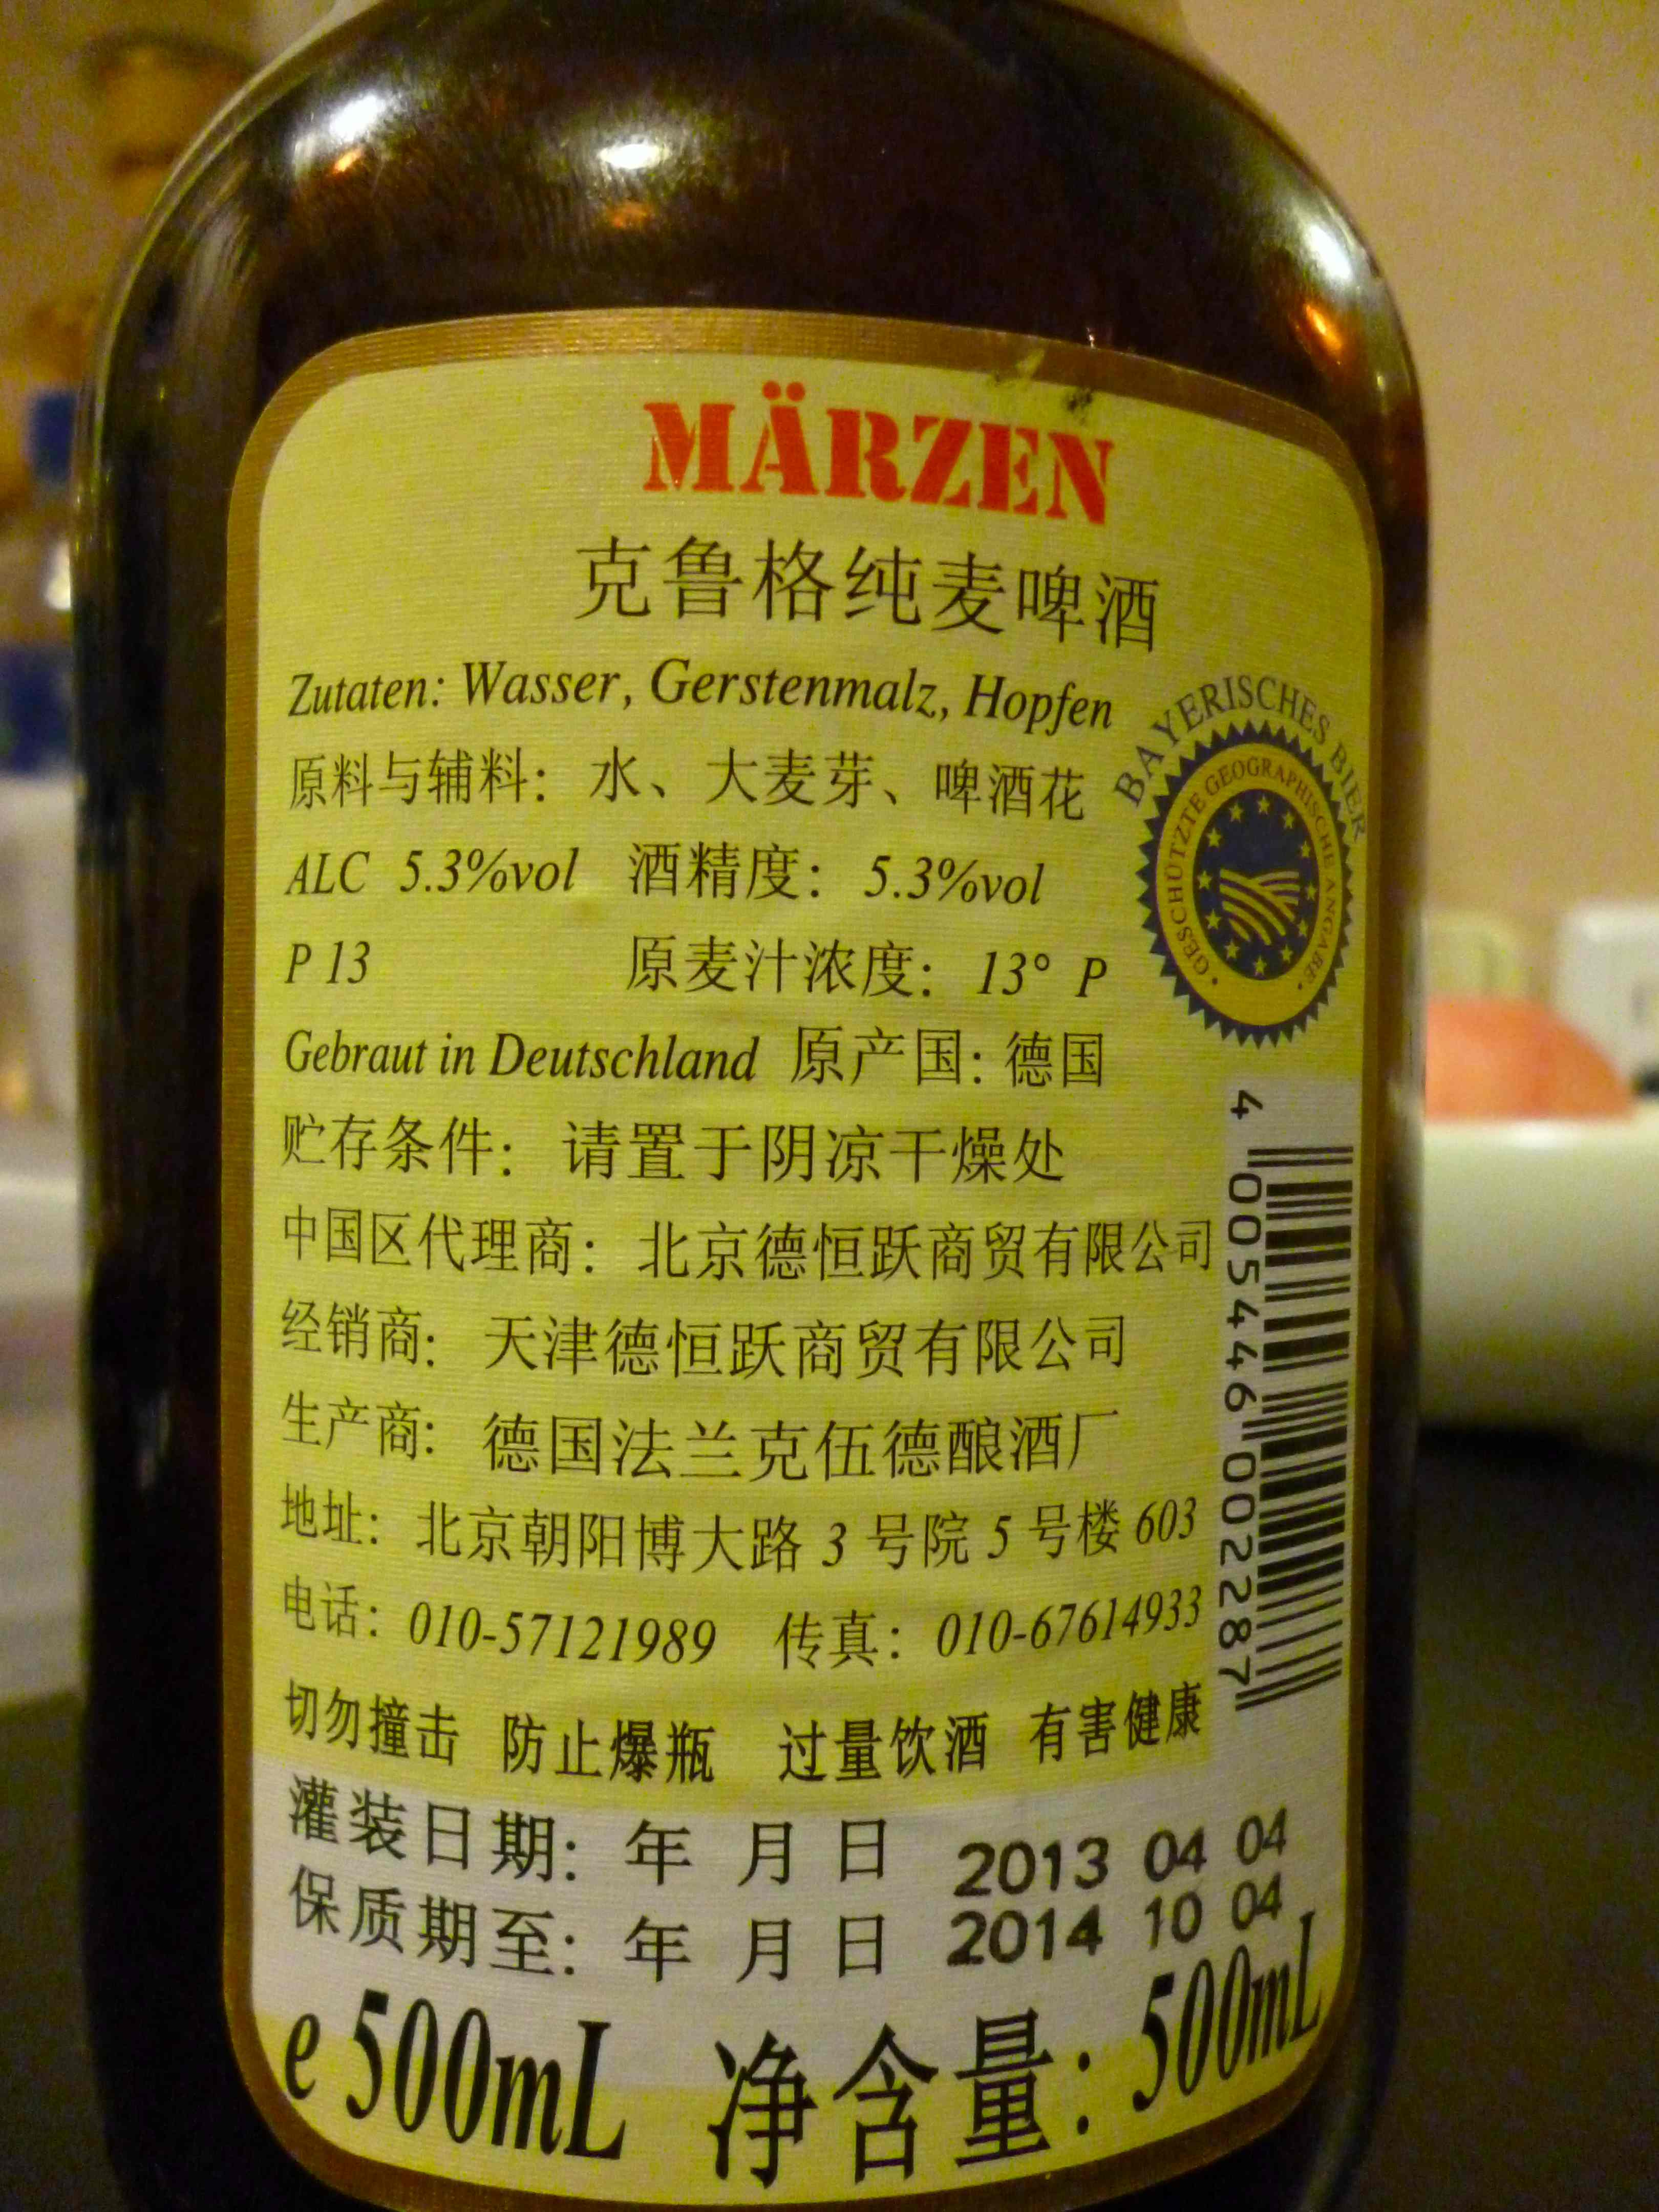 MÄRZEN
克鲁格纯麦啤酒
Zutaten: Wasser, Gerstenmalz, Hopfen
原料与辅料：水、大麦芽、啤酒花
BAYERISCHES BIER
· GESCHÜTZTE GEOGRAPHISCHE ANGABE ·
ALC 5.3%vol 酒精度：5.3%vol
P 13 原麦汁浓度：13° P
Gebraut in Deutschland 原产国：德国
贮存条件：请置于阴凉干燥处
中国区代理商：北京德恒跃商贸有限公司
经销商：天津德恒跃商贸有限公司
生产商：德国法兰克伍德酿酒厂
地址：北京朝阳博大路 3 号院 5 号楼 603
电话：010-57121989 传真：010-67614933
4 005446 002287
切勿撞击 防止爆瓶 过量饮酒 有害健康
灌装日期：年 月 日 2013 04 04
保质期至：年 月 日 2014 10 04
e 500mL 净含量：500mL